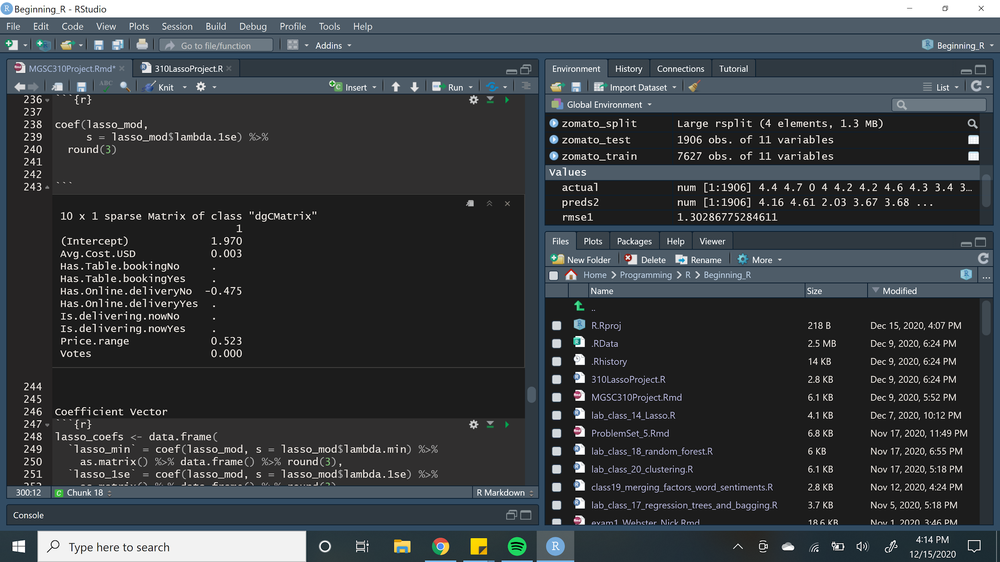 Beginning_R - RStudio
File Edit Code View Plots Session Build Debug Profile Tools Help
Go to file/function Addins Beginning_R
MGSC310Project.Rmd* 310LassoProject.R
ABC Knit Insert Run
236 ```{r}
237
238 coef(lasso_mod,
239 s = lasso_mod$lambda.1se) %>%
240 round(3)
241
242
243 ```
10 x 1 sparse Matrix of class "dgCMatrix"
1
(Intercept) 1.970
Avg.Cost.USD 0.003
Has.Table.bookingNo .
Has.Table.bookingYes .
Has.Online.deliveryNo -0.475
Has.Online.deliveryYes .
Is.delivering.nowNo .
Is.delivering.nowYes .
Price.range 0.523
Votes 0.000
244
245
246 Coefficient Vector
247 ```{r}
248 lasso_coefs <- data.frame(
249 `lasso_min` = coef(lasso_mod, s = lasso_mod$lambda.min) %>%
250 as.matrix() %>% data.frame() %>% round(3),
251 `lasso_1se` = coef(lasso_mod, s = lasso_mod$lambda.1se) %>%
252 as.matrix() %>% data.frame() %>% round(3)
300:12 C Chunk 18 R Markdown
Console
Environment History Connections Tutorial
Import Dataset List
Global Environment
zomato_split Large rsplit (4 elements, 1.3 MB)
zomato_test 1906 obs. of 11 variables
zomato_train 7627 obs. of 11 variables
Values
actual num [1:1906] 4.4 4.7 0 4 4.2 4.2 4.6 4.3 3.4 3…
preds2 num [1:1906] 4.16 4.61 2.03 3.67 3.68 ...
rmse1 1.30286775284611
Files Plots Packages Help Viewer
New Folder Delete Rename More
Home Programming R Beginning_R ...
Name Size Modified
..
R.Rproj 218 B Dec 15, 2020, 4:07 PM
.RData 2.5 MB Dec 9, 2020, 6:24 PM
.Rhistory 14 KB Dec 9, 2020, 6:24 PM
310LassoProject.R 2.8 KB Dec 9, 2020, 6:24 PM
MGSC310Project.Rmd 6.1 KB Dec 9, 2020, 5:52 PM
lab_class_14_Lasso.R 4.1 KB Dec 7, 2020, 10:12 PM
ProblemSet_5.Rmd 6.8 KB Nov 17, 2020, 11:49 PM
lab_class_18_random_forest.R 6 KB Nov 17, 2020, 6:55 PM
lab_class_20_clustering.R 6.1 KB Nov 17, 2020, 5:18 PM
class19_merging_factors_word_sentiments.R 2.8 KB Nov 12, 2020, 4:24 PM
lab_class_17_regression_trees_and_bagging.R 3.7 KB Nov 5, 2020, 5:18 PM
exam1_Webster_Nick.Rmd 18.6 KB Nov 1, 2020, 3:46 PM
Type here to search
4:14 PM
12/15/2020